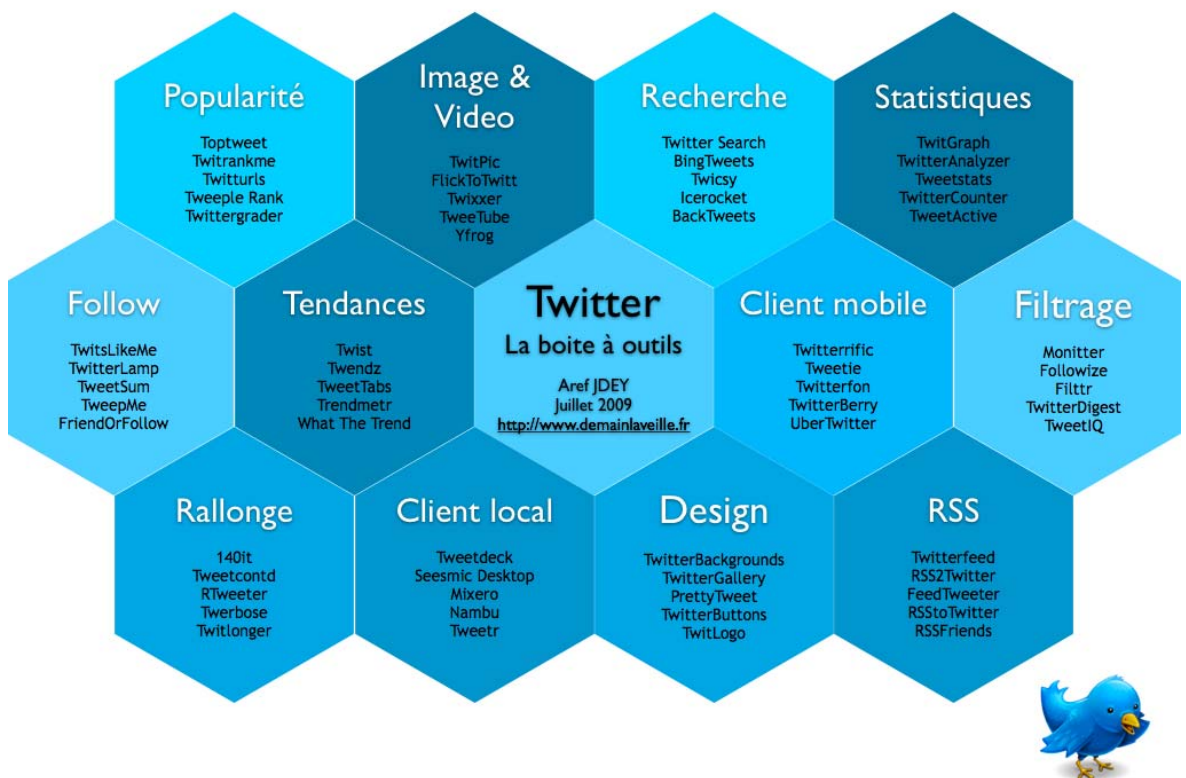 Popularité
Toptweet
Twitrankme
Twitturls
Tweeple Rank
Twittergrader
Image &
Video
TwitPic
FlickToTwitt
Twixxer
TweeTube
Yfrog
Recherche
Twitter Search
BingTweets
Twicsy
Icerocket
BackTweets
Statistiques
TwitGraph
TwitterAnalyzer
Tweetstats
TwitterCounter
TweetActive
Follow
TwitsLikeMe
TwitterLamp
TweetSum
TweepMe
FriendOrFollow
Tendances
Twist
Twendz
TweetTabs
Trendmetr
What The Trend
Twitter
La boite à outils
Aref JDEY
Juillet 2009
http://www.demainlaveille.fr
Client mobile
Twitterrific
Tweetie
Twitterfon
TwitterBerry
UberTwitter
Filtrage
Monitter
Followize
Filttr
TwitterDigest
TweetIQ
Rallonge
140it
Tweetcontd
RTweeter
Twerbose
Twitlonger
Client local
Tweetdeck
Seesmic Desktop
Mixero
Nambu
Tweetr
Design
TwitterBackgrounds
TwitterGallery
PrettyTweet
TwitterButtons
TwitLogo
RSS
Twitterfeed
RSS2Twitter
FeedTweeter
RSStoTwitter
RSSFriends